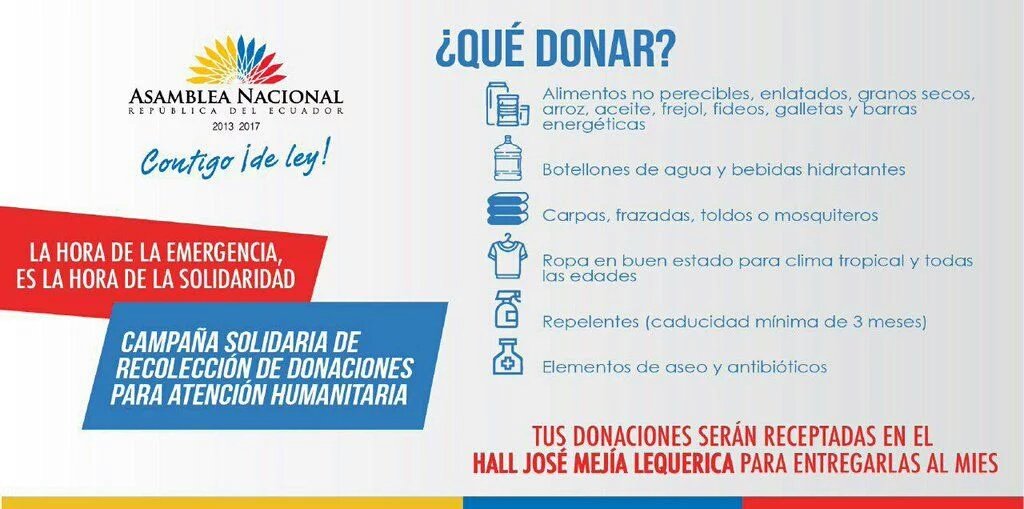 ASAMBLEA NACIONAL
REPÚBLICA DEL ECUADOR
2013 2017
Contigo ¡de ley!
LA HORA DE LA EMERGENCIA,
ES LA HORA DE LA SOLIDARIDAD
CAMPAÑA SOLIDARIA DE
RECOLECCIÓN DE DONACIONES
PARA ATENCIÓN HUMANITARIA
¿QUÉ DONAR?
Alimentos no perecibles, enlatados, granos secos,
arroz, aceite, frejol, fideos, galletas y barras
energéticas
Botellones de agua y bebidas hidratantes
Carpas, frazadas, toldos o mosquiteros
Ropa en buen estado para clima tropical y todas
las edades
Repelentes (caducidad mínima de 3 meses)
Elementos de aseo y antibióticos
TUS DONACIONES SERÁN RECEPTADAS EN EL
HALL JOSÉ MEJÍA LEQUERICA PARA ENTREGARLAS AL MIES